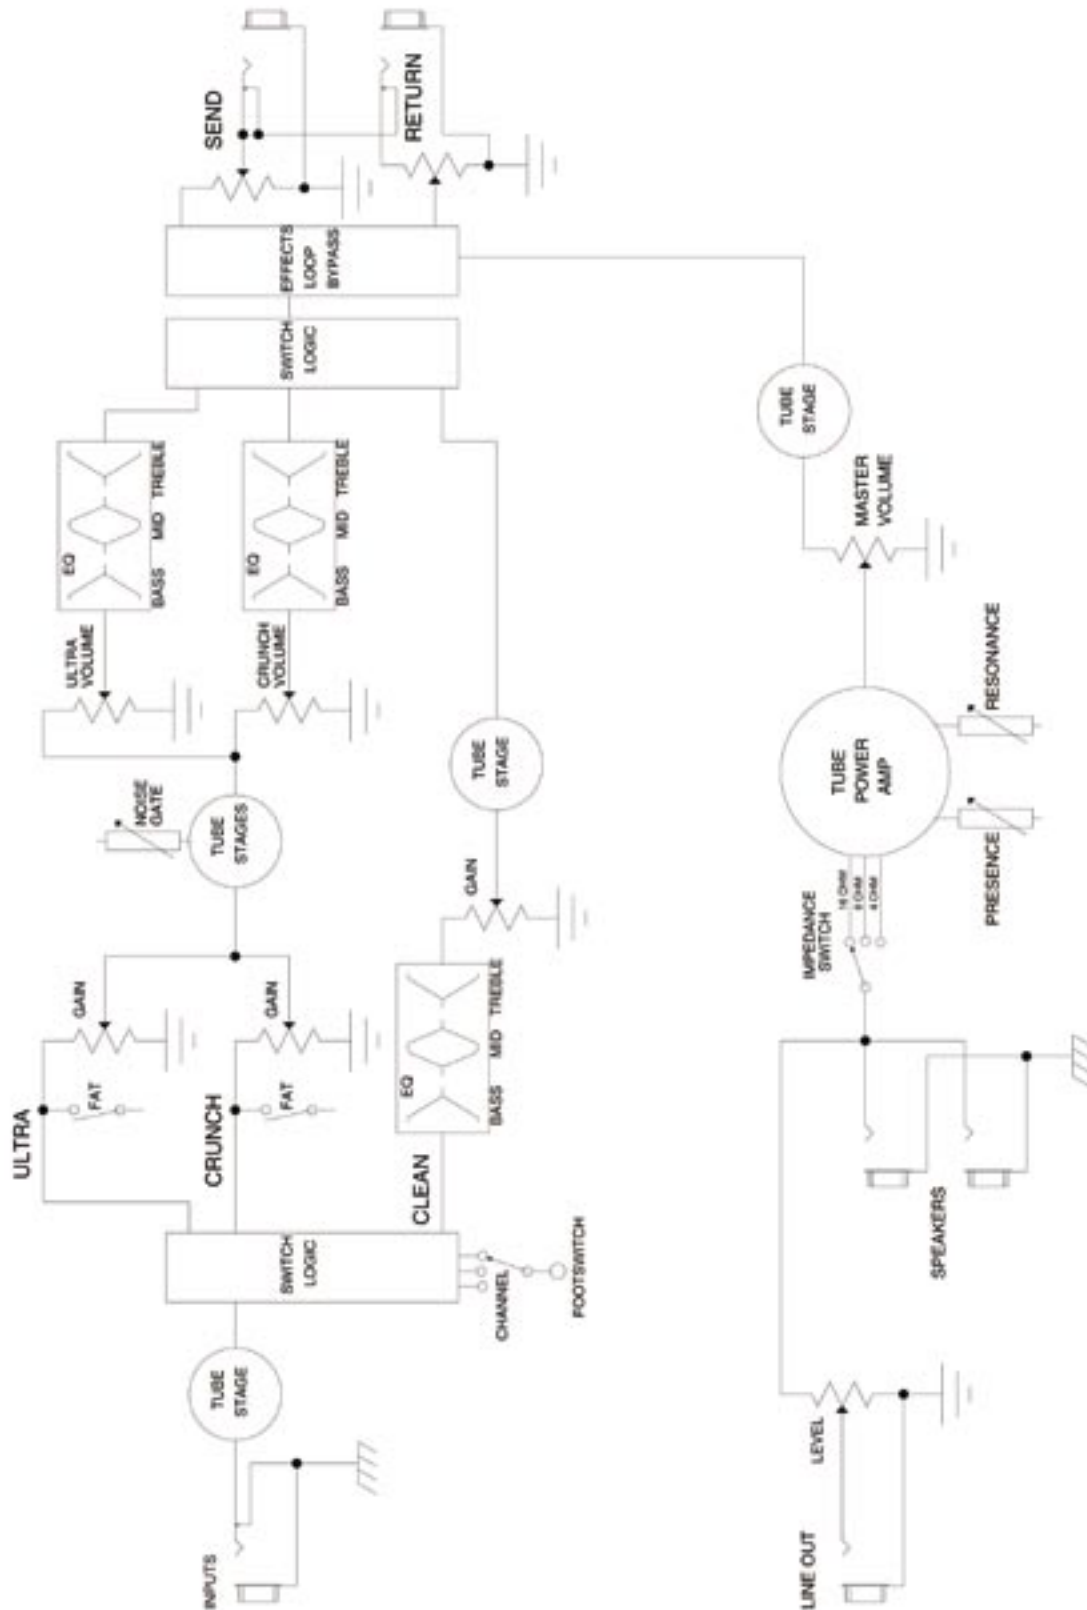 ULTRA
FAT
GAIN
CRUNCH
FAT
GAIN
CLEAN
EQ
BASS MID TREBLE
GAIN
TUBE
STAGE
INPUTS
TUBE
STAGE
SWITCH
LOGIC
CHANNEL
FOOTSWITCH
TUBE
STAGES
NOISE
GATE
ULTRA
VOLUME
EQ
BASS MID TREBLE
CRUNCH
VOLUME
EQ
BASS MID TREBLE
SWITCH
LOGIC
EFFECTS
LOOP
BYPASS
SEND
RETURN
TUBE
STAGE
MASTER
VOLUME
TUBE
POWER
AMP
RESONANCE
PRESENCE
16 OHM
8 OHM
4 OHM
IMPEDANCE
SWITCH
SPEAKERS
LEVEL
LINE OUT